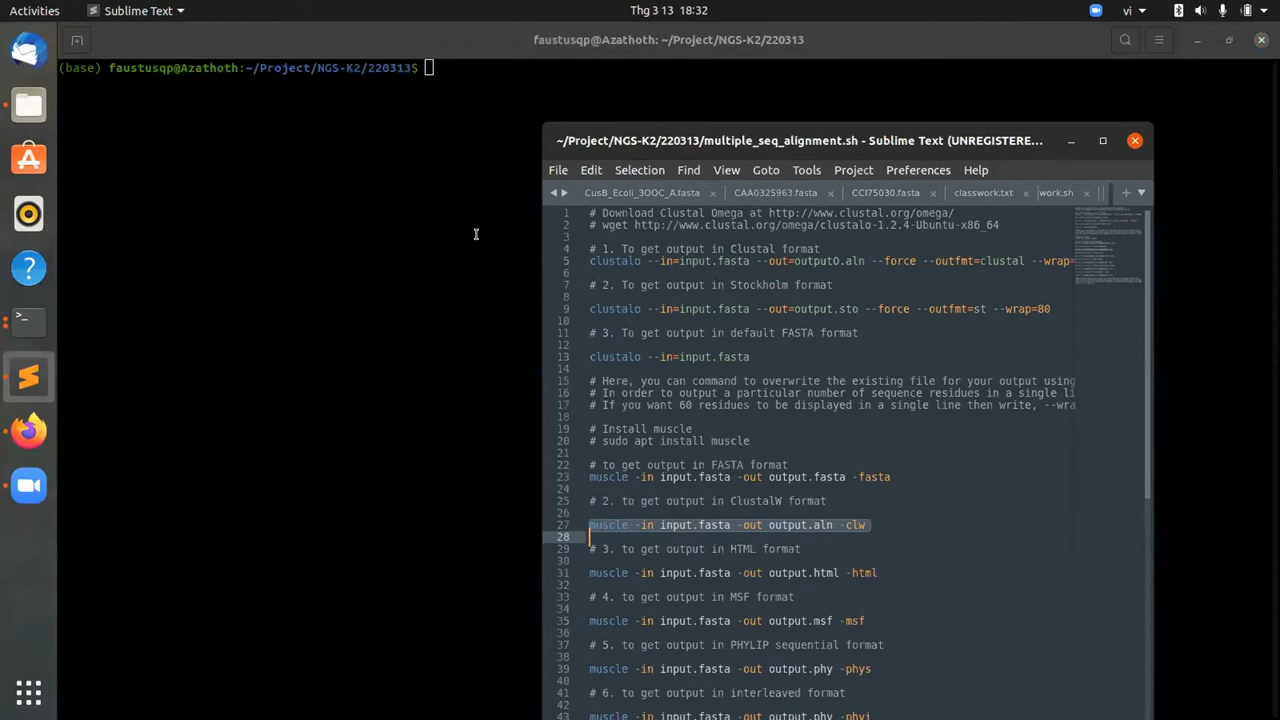 Activities
Sublime Text
Thg 3 13 18:32
vi
faustusqp@Azathoth: ~/Project/NGS-K2/220313
(base) faustusqp@Azathoth:~/Project/NGS-K2/220313$
~/Project/NGS-K2/220313/multiple_seq_alignment.sh - Sublime Text (UNREGISTERE...
File Edit Selection Find View Goto Tools Project Preferences Help
CusB_Ecoli_3OOC_A.fasta CAA0325963.fasta CCI75030.fasta classwork.txt work.sh
1 # Download Clustal Omega at http://www.clustal.org/omega/
2 # wget http://www.clustal.org/omega/clustalo-1.2.4-Ubuntu-x86_64
3
4 # 1. To get output in Clustal format
5 clustalo --in=input.fasta --out=outputO.aln --force --outfmt=clustal --wrap=
6
7 # 2. To get output in Stockholm format
8
9 clustalo --in=input.fasta --out=output.sto --force --outfmt=st --wrap=80
10
11 # 3. To get output in default FASTA format
12
13 clustalo --in=input.fasta
14
15 # Here, you can command to overwrite the existing file for your output using
16 # In order to output a particular number of sequence residues in a single li
17 # If you want 60 residues to be displayed in a single line then write, --wra
18
19 # Install muscle
20 # sudo apt install muscle
21
22 # to get output in FASTA format
23 muscle -in input.fasta -out output.fasta -fasta
24
25 # 2. to get output in ClustalW format
26
27 muscle -in input.fasta -out output.aln -clw
28
29 # 3. to get output in HTML format
30
31 muscle -in input.fasta -out output.html -html
32
33 # 4. to get output in MSF format
34
35 muscle -in input.fasta -out output.msf -msf
36
37 # 5. to get output in PHYLIP sequential format
38
39 muscle -in input.fasta -out output.phy -phys
40
41 # 6. to get output in interleaved format
42
43 muscle -in input.fasta -out output.phy -phyi